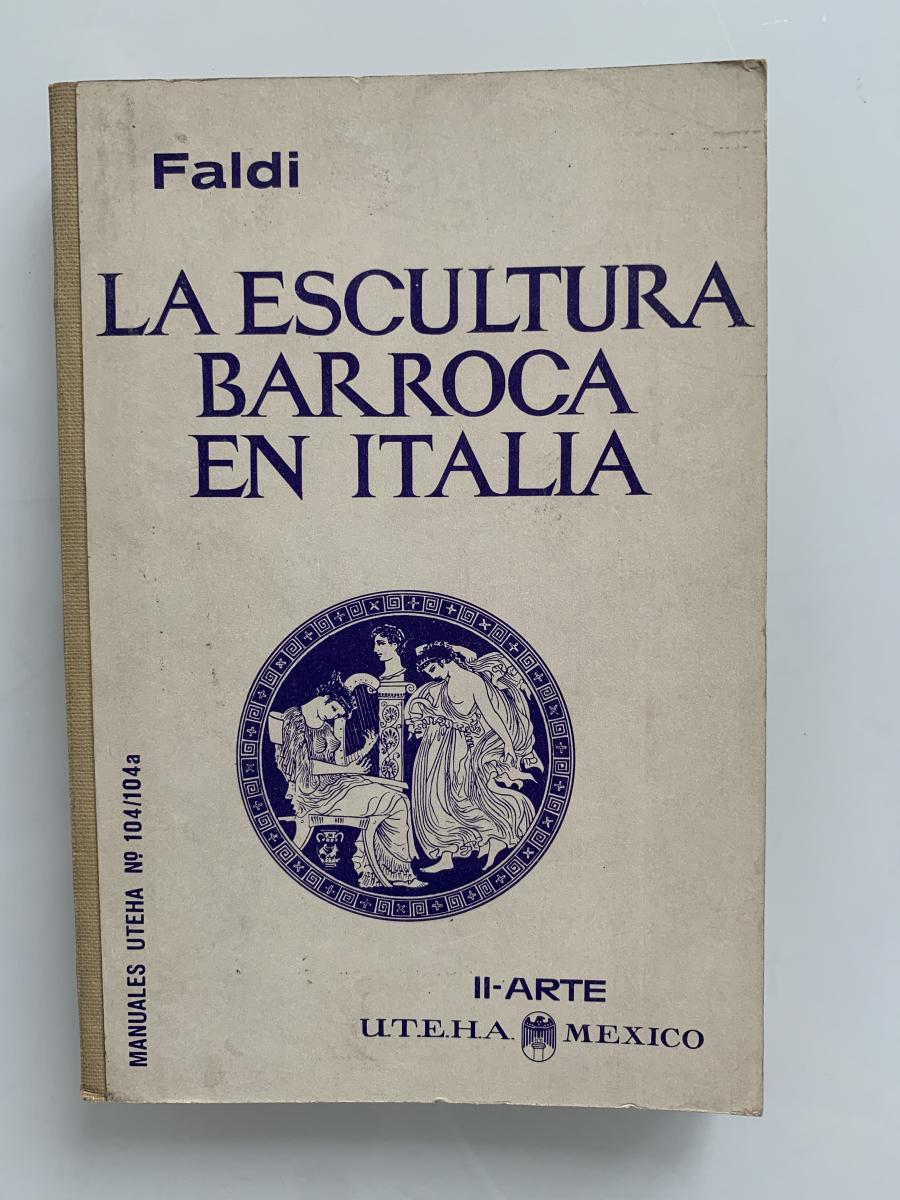 Faldi
LA ESCULTURA
BARROCA
EN ITALIA
MANUALES UTEHA Nº 104/104a
II-ARTE
U.T.E.H.A. MEXICO